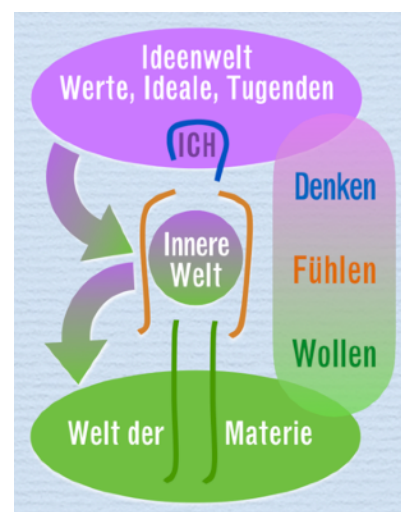 Ideenwelt
Werte, Ideale, Tugenden
ICH
Denken
Innere
Welt
Fühlen
Wollen
Welt der Materie